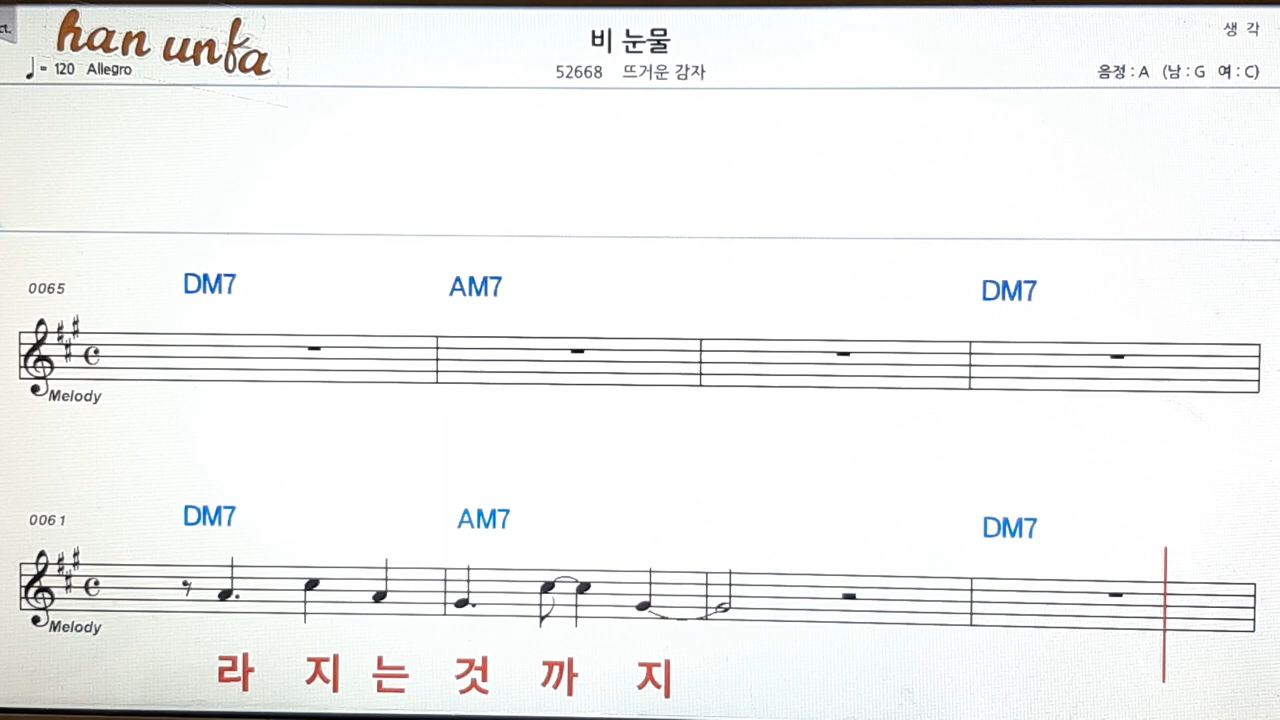 ct.
han unfa
비 눈물
생 각
♩= 120 Allegro
52668 뜨거운 감자
음정 : A (남 : G 여 : C)
0065
DM7 AM7 DM7
Melody
0061
DM7 AM7 DM7
Melody
라 지 는 것 까 지